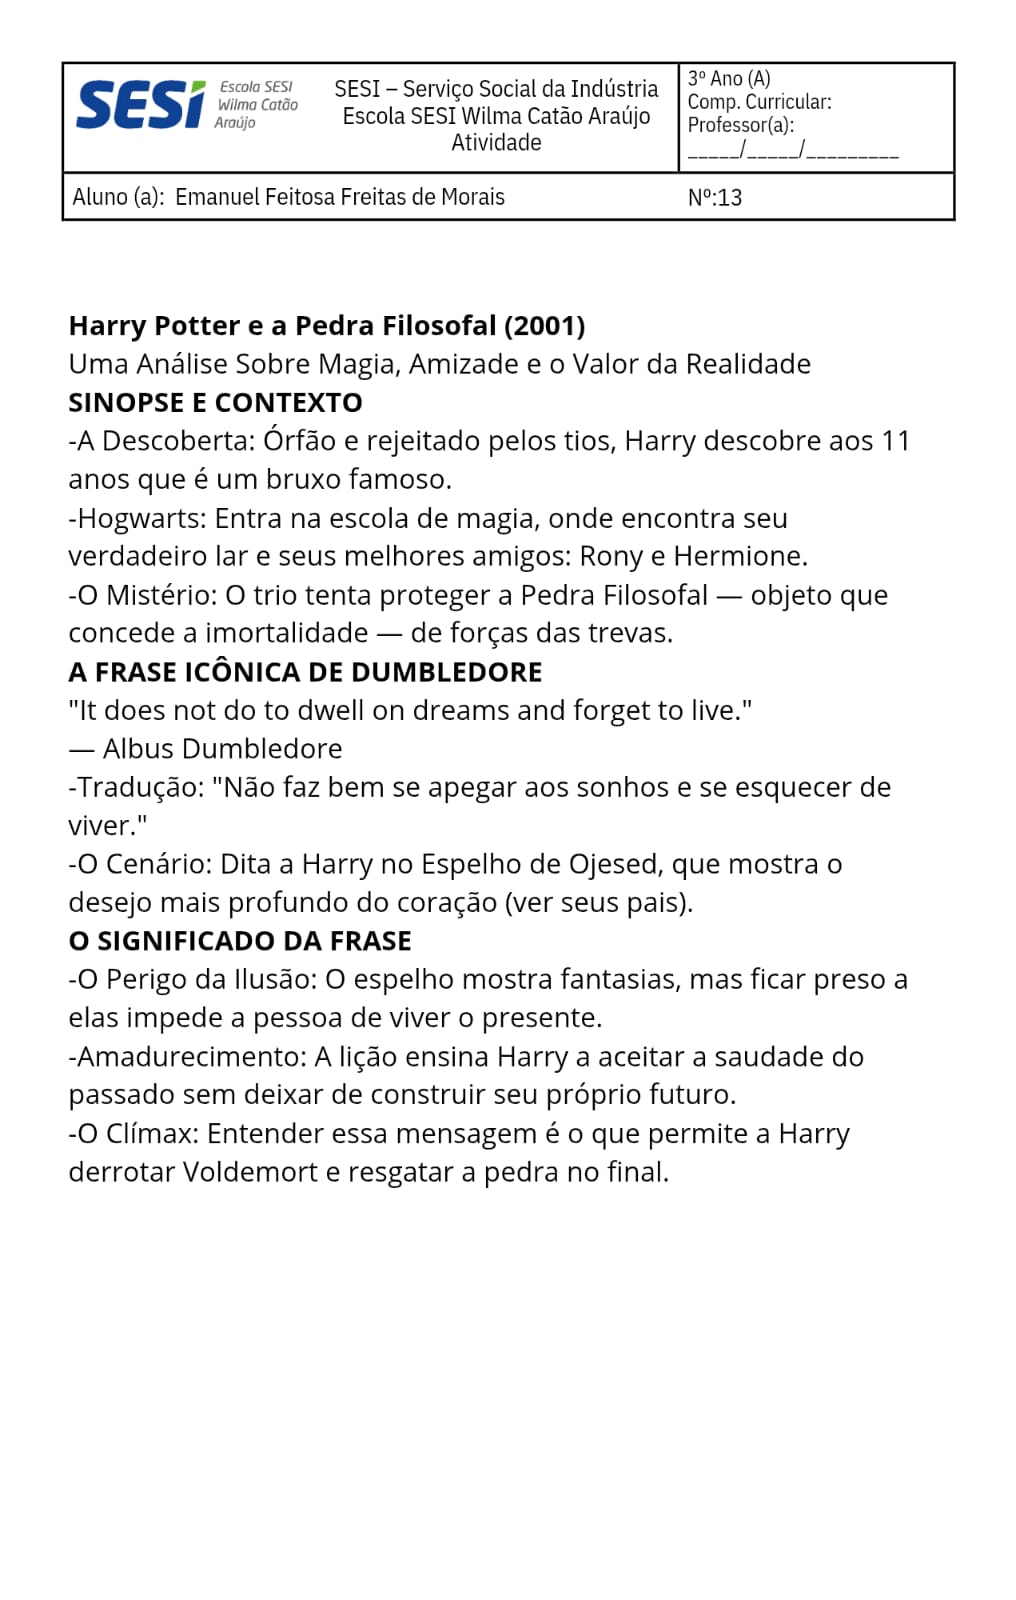 SESI
Escola SESI
Wilma Catão
Araújo
SESI – Serviço Social da Indústria
Escola SESI Wilma Catão Araújo
Atividade
3º Ano (A)
Comp. Curricular:
Professor(a):
_____/_____/_________
Aluno (a):  Emanuel Feitosa Freitas de Morais
Nº:13
Harry Potter e a Pedra Filosofal (2001)
Uma Análise Sobre Magia, Amizade e o Valor da Realidade
SINOPSE E CONTEXTO
-A Descoberta: Órfão e rejeitado pelos tios, Harry descobre aos 11
anos que é um bruxo famoso.
-Hogwarts: Entra na escola de magia, onde encontra seu
verdadeiro lar e seus melhores amigos: Rony e Hermione.
-O Mistério: O trio tenta proteger a Pedra Filosofal — objeto que
concede a imortalidade — de forças das trevas.
A FRASE ICÔNICA DE DUMBLEDORE
"It does not do to dwell on dreams and forget to live."
— Albus Dumbledore
-Tradução: "Não faz bem se apegar aos sonhos e se esquecer de
viver."
-O Cenário: Dita a Harry no Espelho de Ojesed, que mostra o
desejo mais profundo do coração (ver seus pais).
O SIGNIFICADO DA FRASE
-O Perigo da Ilusão: O espelho mostra fantasias, mas ficar preso a
elas impede a pessoa de viver o presente.
-Amadurecimento: A lição ensina Harry a aceitar a saudade do
passado sem deixar de construir seu próprio futuro.
-O Clímax: Entender essa mensagem é o que permite a Harry
derrotar Voldemort e resgatar a pedra no final.